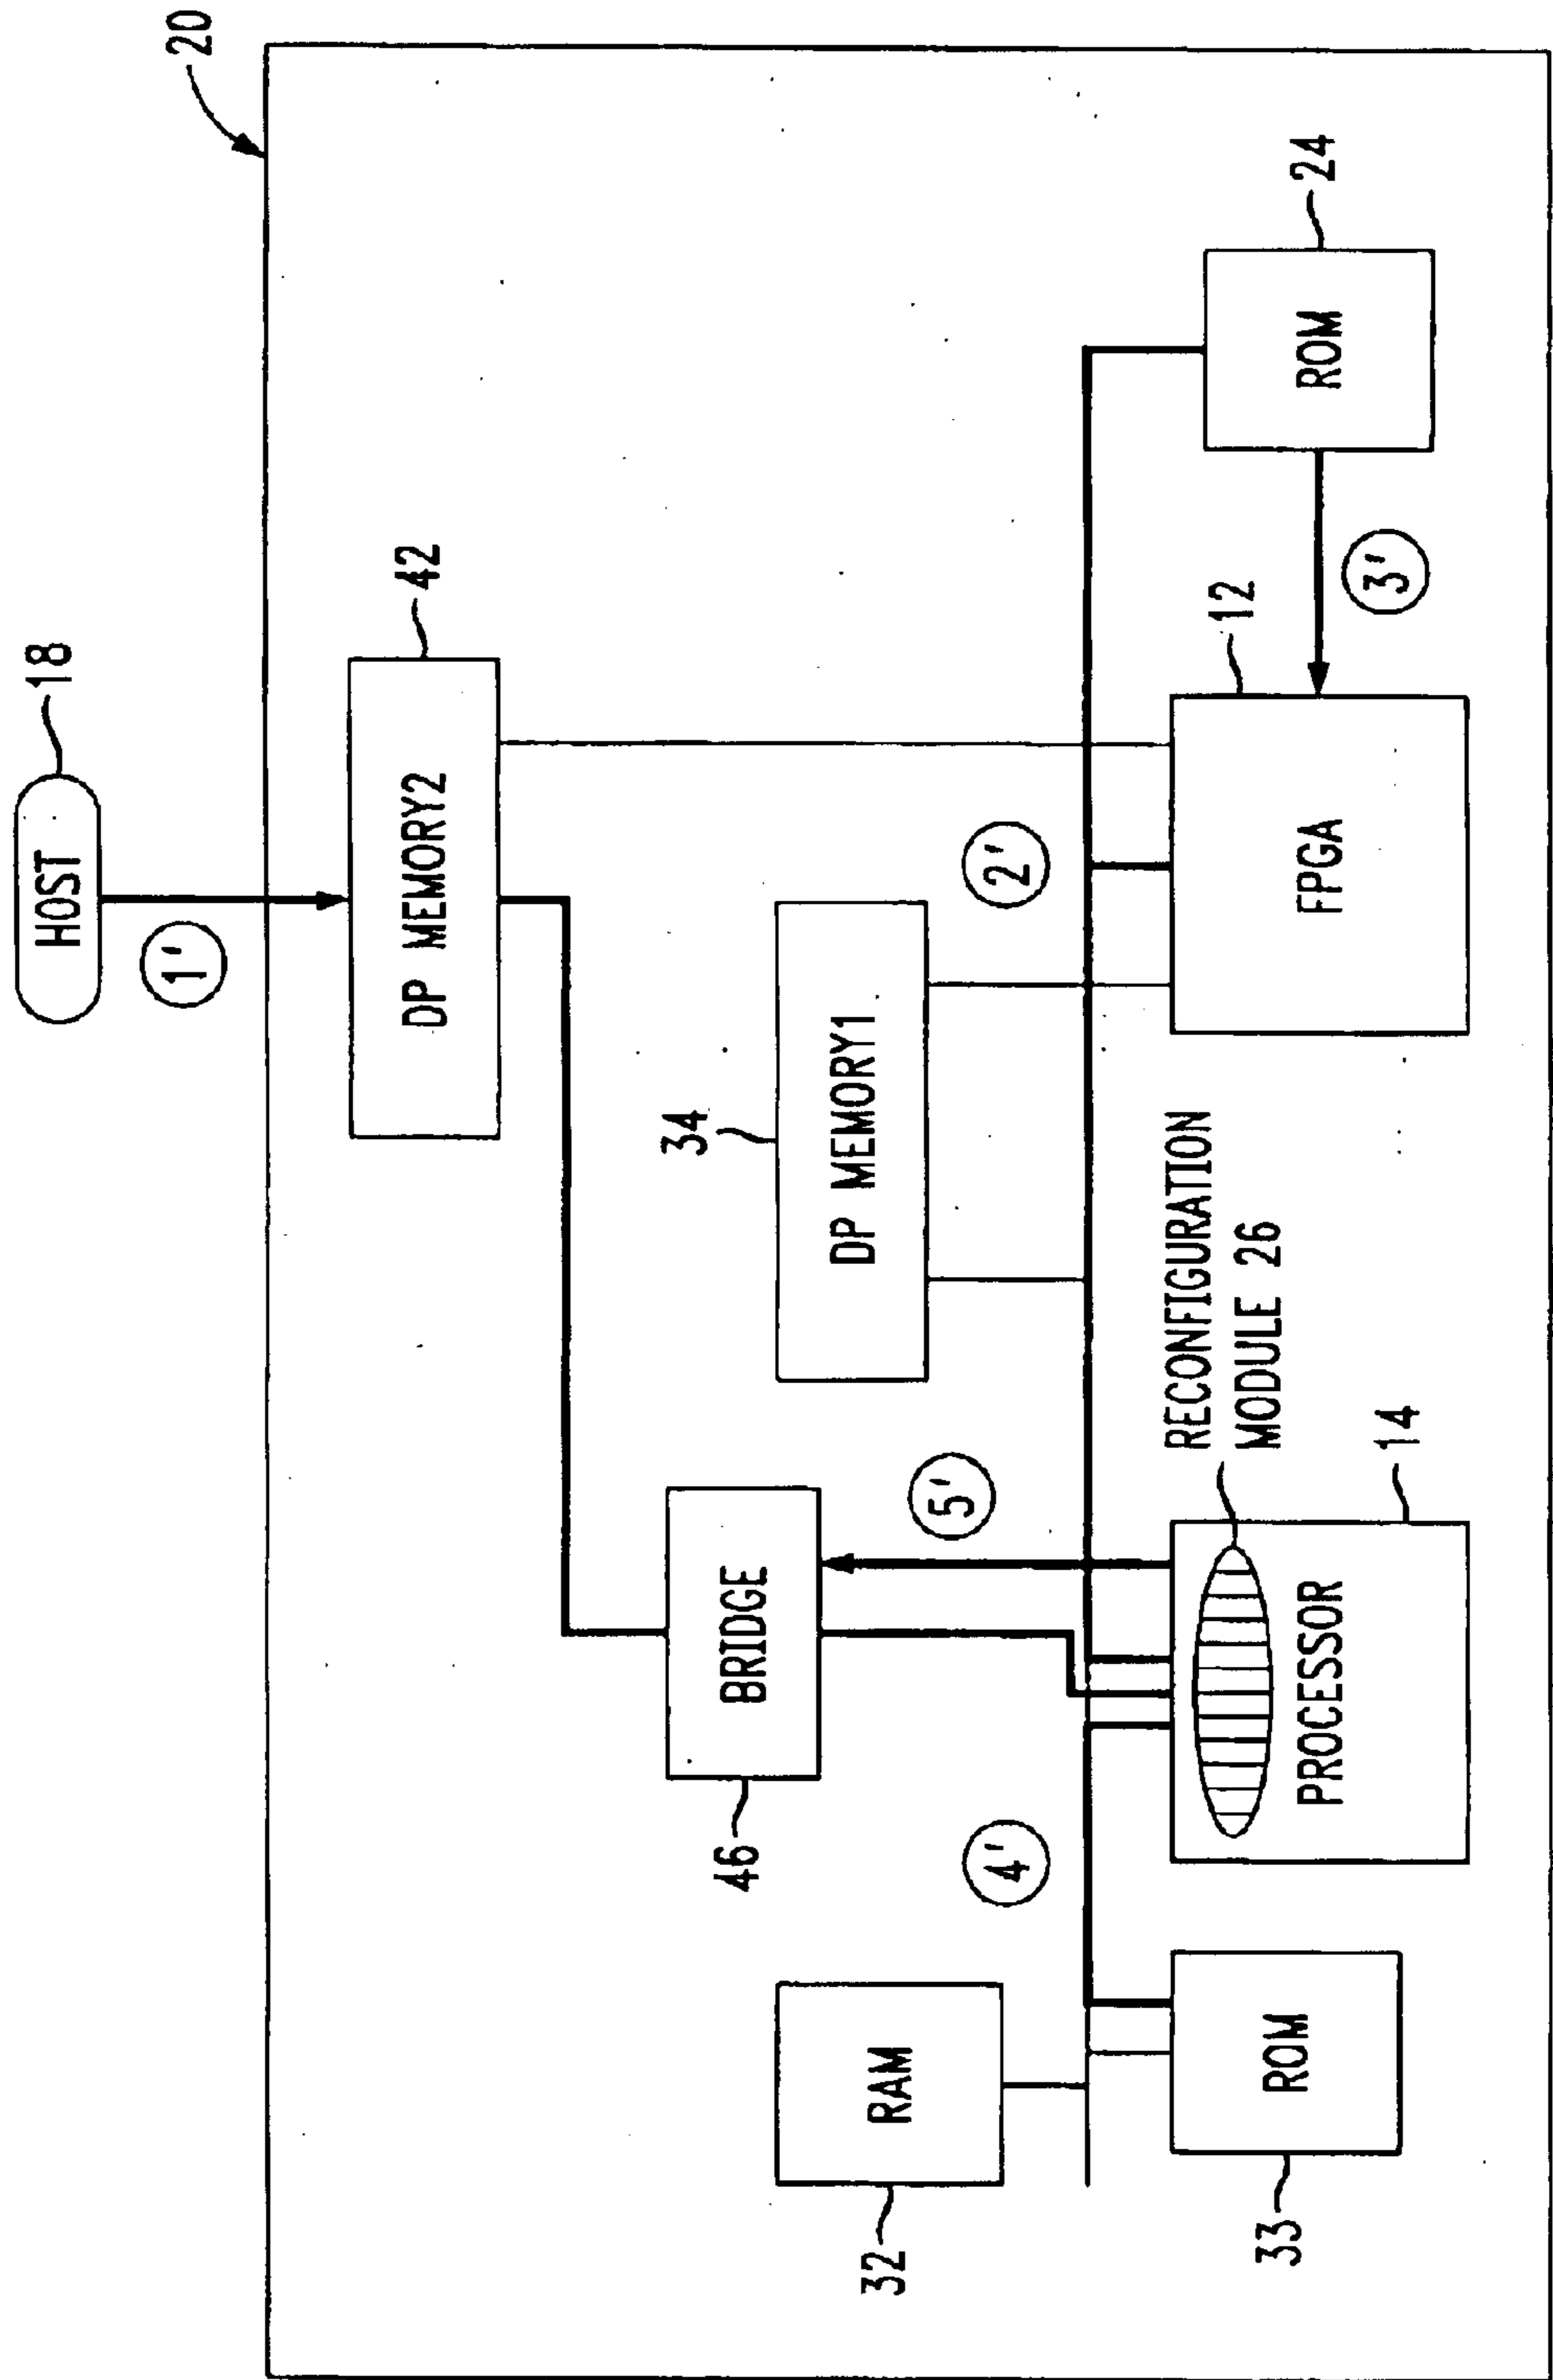 HOST
18
20
1'
DP MEMORY2
42
BRIDGE
46
34
DP MEMORY1
RAM
32
4'
5'
2'
RECONFIGURATION
MODULE 26
ROM
33
PROCESSOR
14
FPGA
12
3'
ROM
24